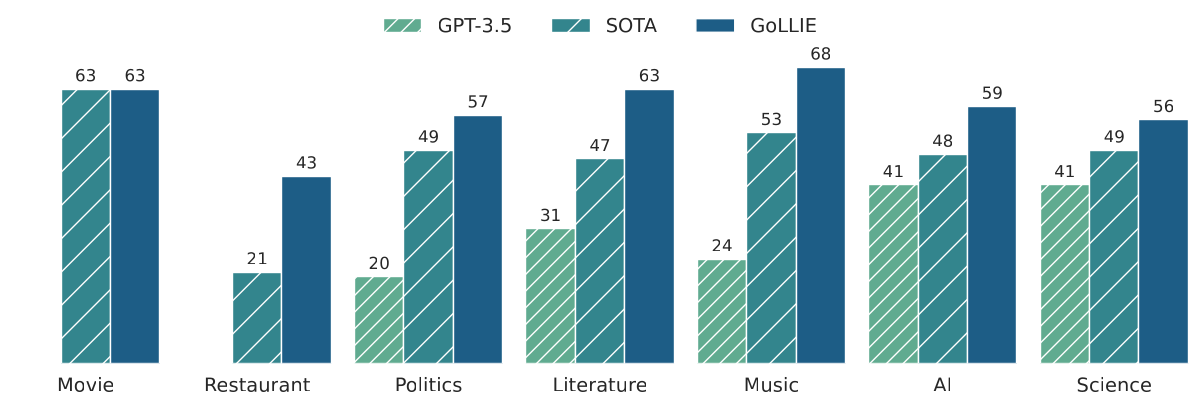 GPT-3.5 SOTA GoLLIE
63 63 21 43 20 49 57 31 47 63 24 53 68 41 48 59 41 49 56
Movie Restaurant Politics Literature Music AI Science